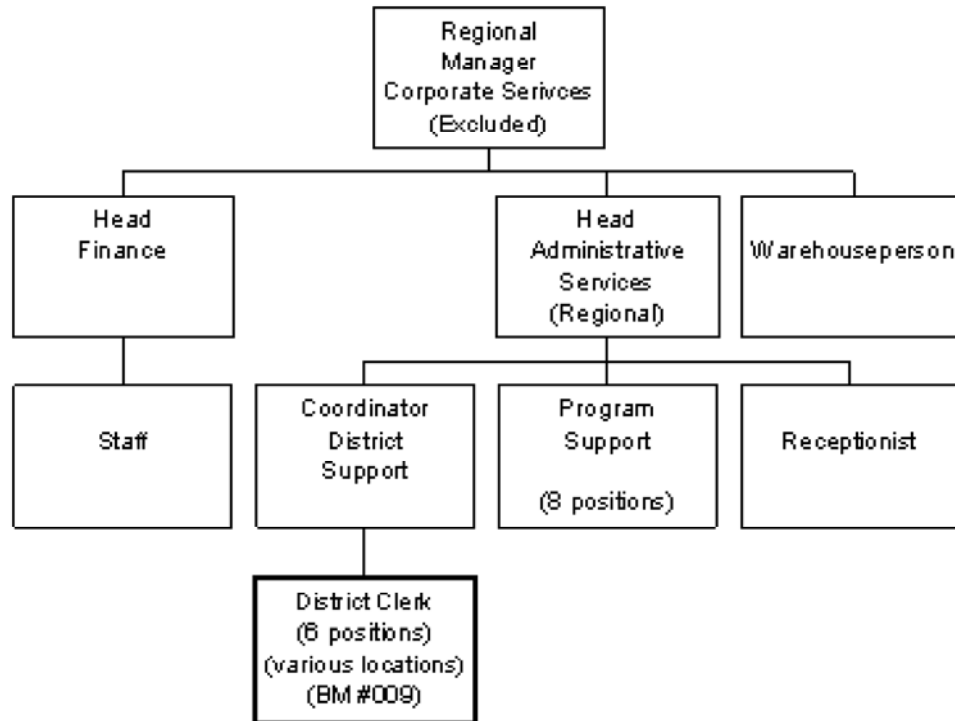 Regional
Manager
Corporate Serivces
(Excluded)
Head
Finance
Head
Administrative
Services
(Regional)
Warehouseperson
Staff
Coordinator
District
Support
Program
Support
(8 positions)
Receptionist
District Clerk
(6 positions)
(various locations)
(BM #009)